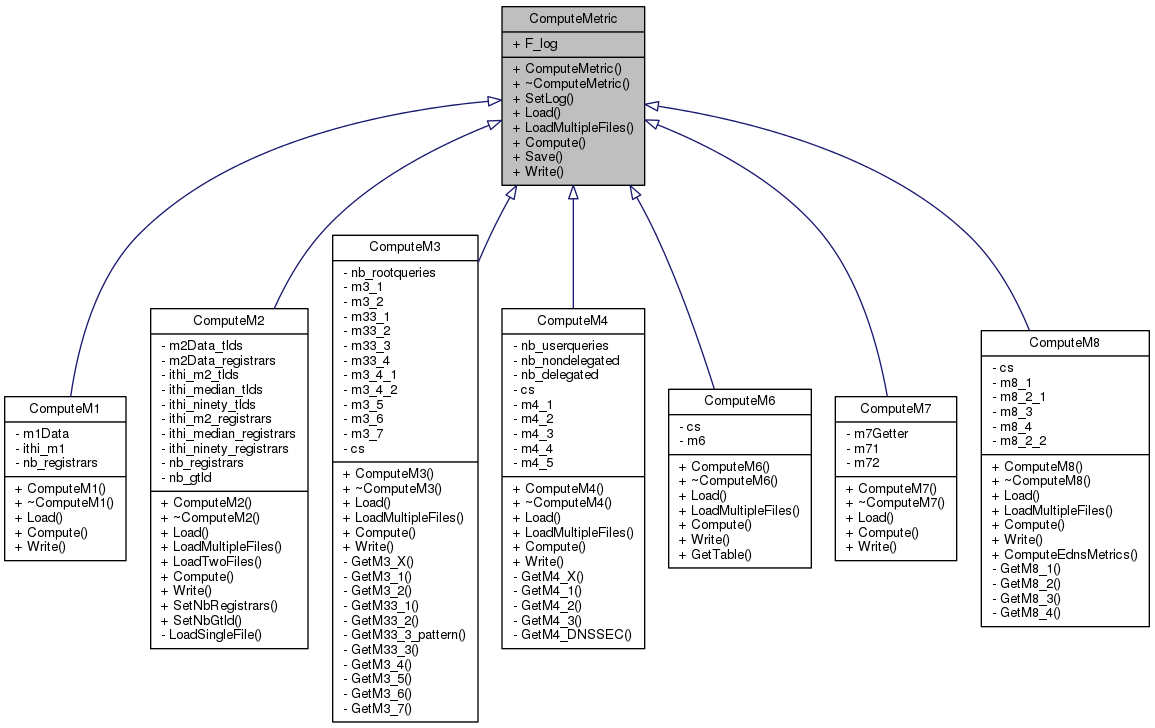 ComputeMetric
+ F_log
+ ComputeMetric()
+ ~ComputeMetric()
+ SetLog()
+ Load()
+ LoadMultipleFiles()
+ Compute()
+ Save()
+ Write()
ComputeM1
- m1Data
- ithi_m1
- nb_registrars
+ ComputeM1()
+ ~ComputeM1()
+ Load()
+ Compute()
+ Write()
ComputeM2
- m2Data_tlds
- m2Data_registrars
- ithi_m2_tlds
- ithi_median_tlds
- ithi_ninety_tlds
- ithi_m2_registrars
- ithi_median_registrars
- ithi_ninety_registrars
- nb_registrars
- nb_gtld
+ ComputeM2()
+ ~ComputeM2()
+ Load()
+ LoadMultipleFiles()
+ LoadTwoFiles()
+ Compute()
+ Write()
+ SetNbRegistrars()
+ SetNbGtld()
- LoadSingleFile()
ComputeM3
- nb_rootqueries
- m3_1
- m3_2
- m33_1
- m33_2
- m33_3
- m33_4
- m3_4_1
- m3_4_2
- m3_5
- m3_6
- m3_7
- cs
+ ComputeM3()
+ ~ComputeM3()
+ Load()
+ LoadMultipleFiles()
+ Compute()
+ Write()
- GetM3_X()
- GetM3_1()
- GetM3_2()
- GetM33_1()
- GetM33_2()
- GetM33_3_pattern()
- GetM33_3()
- GetM3_4()
- GetM3_5()
- GetM3_6()
- GetM3_7()
ComputeM4
- nb_userqueries
- nb_nondelegated
- nb_delegated
- cs
- m4_1
- m4_2
- m4_3
- m4_4
- m4_5
+ ComputeM4()
+ ~ComputeM4()
+ Load()
+ LoadMultipleFiles()
+ Compute()
+ Write()
- GetM4_X()
- GetM4_1()
- GetM4_2()
- GetM4_3()
- GetM4_DNSSEC()
ComputeM6
- cs
- m6
+ ComputeM6()
+ ~ComputeM6()
+ Load()
+ LoadMultipleFiles()
+ Compute()
+ Write()
+ GetTable()
ComputeM7
- m7Getter
- m71
- m72
+ ComputeM7()
+ ~ComputeM7()
+ Load()
+ Compute()
+ Write()
ComputeM8
- cs
- m8_1
- m8_2_1
- m8_3
- m8_4
- m8_2_2
+ ComputeM8()
+ ~ComputeM8()
+ Load()
+ LoadMultipleFiles()
+ Compute()
+ Write()
+ ComputeEdnsMetrics()
- GetM8_1()
- GetM8_2()
- GetM8_3()
- GetM8_4()